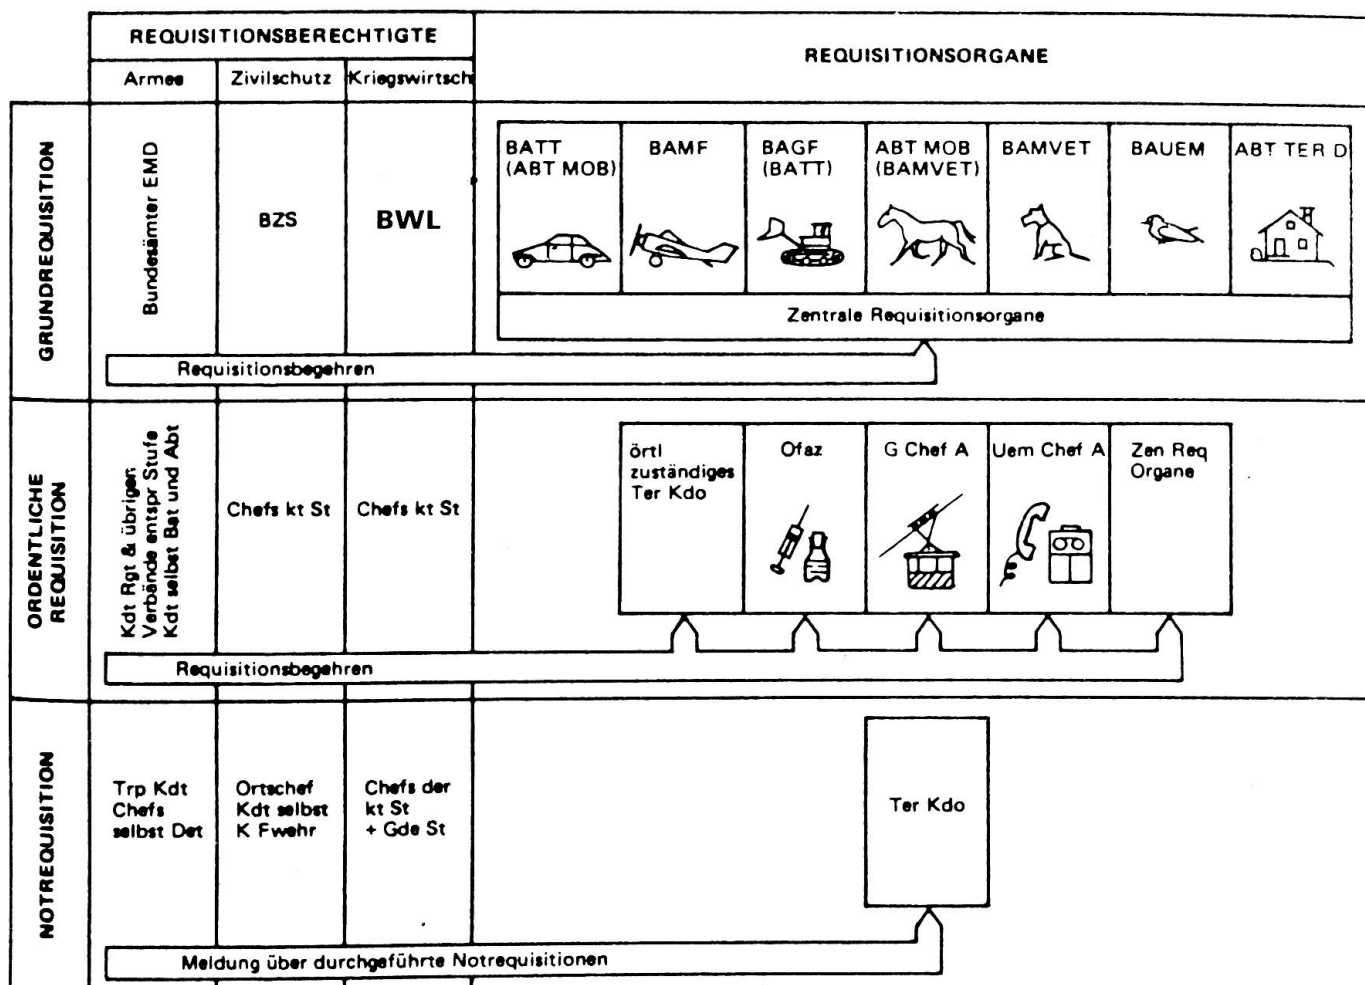 REQUISITIONSBERECHTIGTE
REQUISITIONSORGANE
Armee
Zivilschutz
Kriegswirtsch
GRUNDREQUISITION
Bundesämter EMD
BZS
BWL
BATT
(ABT MOB)
BAMF
BAGF
(BATT)
ABT MOB
(BAMVET)
BAMVET
BAUEM
ABT TER D
Zentrale Requisitionsorgane
Requisitionsbegehren
ORDENTLICHE
REQUISITION
Kdt Rgt & übrigen
Verbände entspr Stufe
Kdt selbst Bat und Abt
Chefs kt St
Chefs kt St
örtl
zuständiges
Ter Kdo
Ofaz
G Chef A
Uem Chef A
Zen Req
Organe
Requisitionsbegehren
NOTREQUISITION
Trp Kdt
Chefs
selbst Det
Ortschef
Kdt selbst
K Fwehr
Chefs der
kt St
+ Gde St
Ter Kdo
Meldung über durchgeführte Notrequisitionen